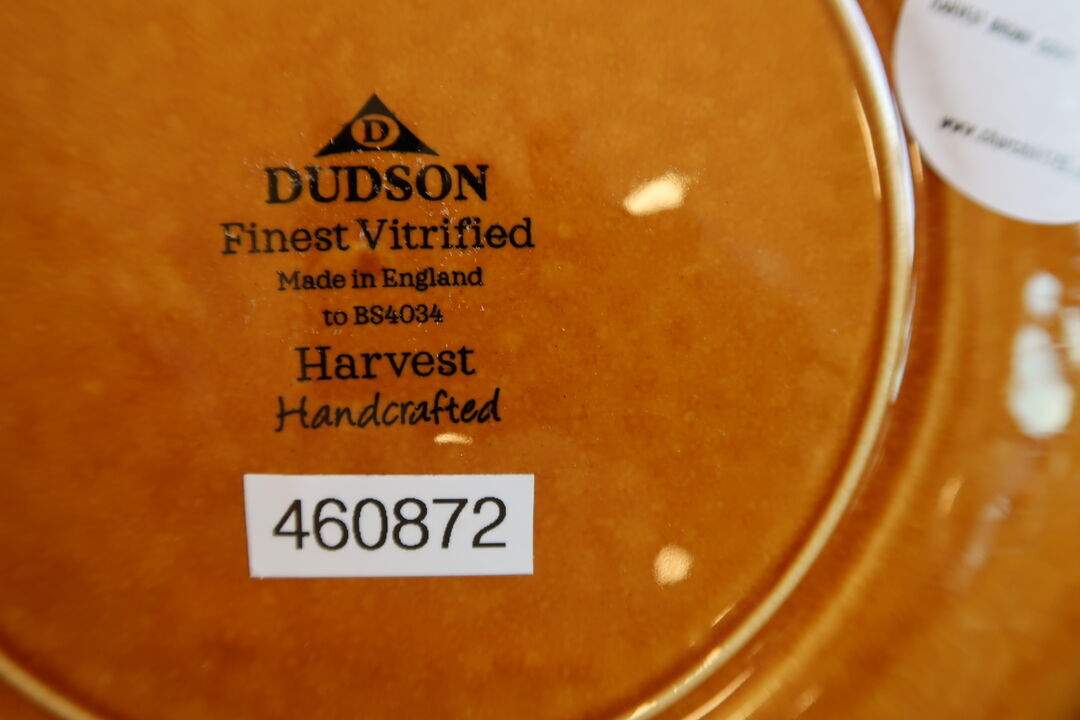 D
DUDSON
Finest Vitrified
Made in England
to BS4034
Harvest
Handcrafted
460872